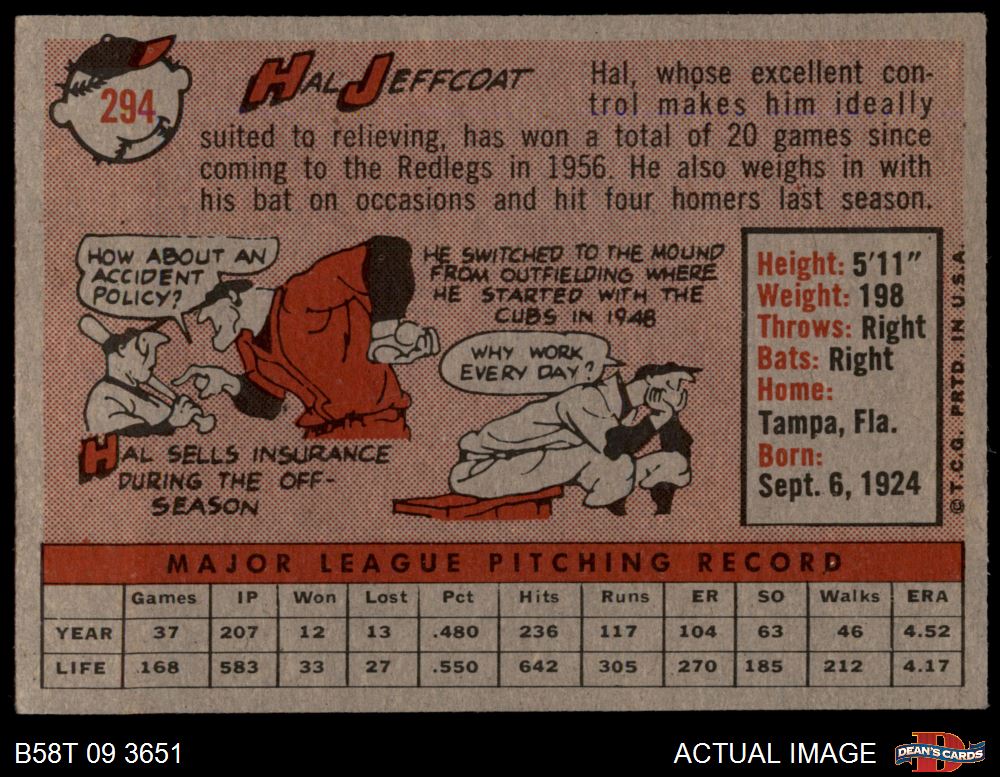 294
HAL JEFFCOAT
Hal, whose excellent con-
trol makes him ideally
suited to relieving, has won a total of 20 games since
coming to the Redlegs in 1956. He also weighs in with
his bat on occasions and hit four homers last season.
HOW ABOUT AN
ACCIDENT
POLICY?
HAL SELLS INSURANCE
DURING THE OFF-
SEASON
HE SWITCHED TO THE MOUND
FROM OUTFIELDING WHERE
HE STARTED WITH THE
CUBS IN 1948
WHY WORK
EVERY DAY?
Height: 5'11"
Weight: 198
Throws: Right
Bats: Right
Home:
Tampa, Fla.
Born:
Sept. 6, 1924
© T.C.G. PRTD. IN U.S.A.
MAJOR LEAGUE PITCHING RECORD
Games IP Won Lost Pct Hits Runs ER SO Walks ERA
YEAR 37 207 12 13 .480 236 117 104 63 46 4.52
LIFE 168 583 33 27 .550 642 305 270 185 212 4.17
B58T 09 3651
ACTUAL IMAGE
DEAN'S CARDS